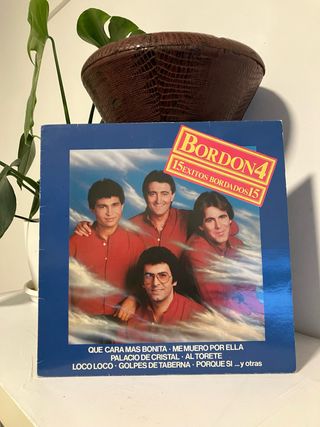 BORDON4
15 EXITOS BORDADOS 15
QUE CARA MAS BONITA · ME MUERO POR ELLA
PALACIO DE CRISTAL · AL TORETE
LOCO LOCO · GOLPES DE TABERNA · PORQUE SI ... y otras